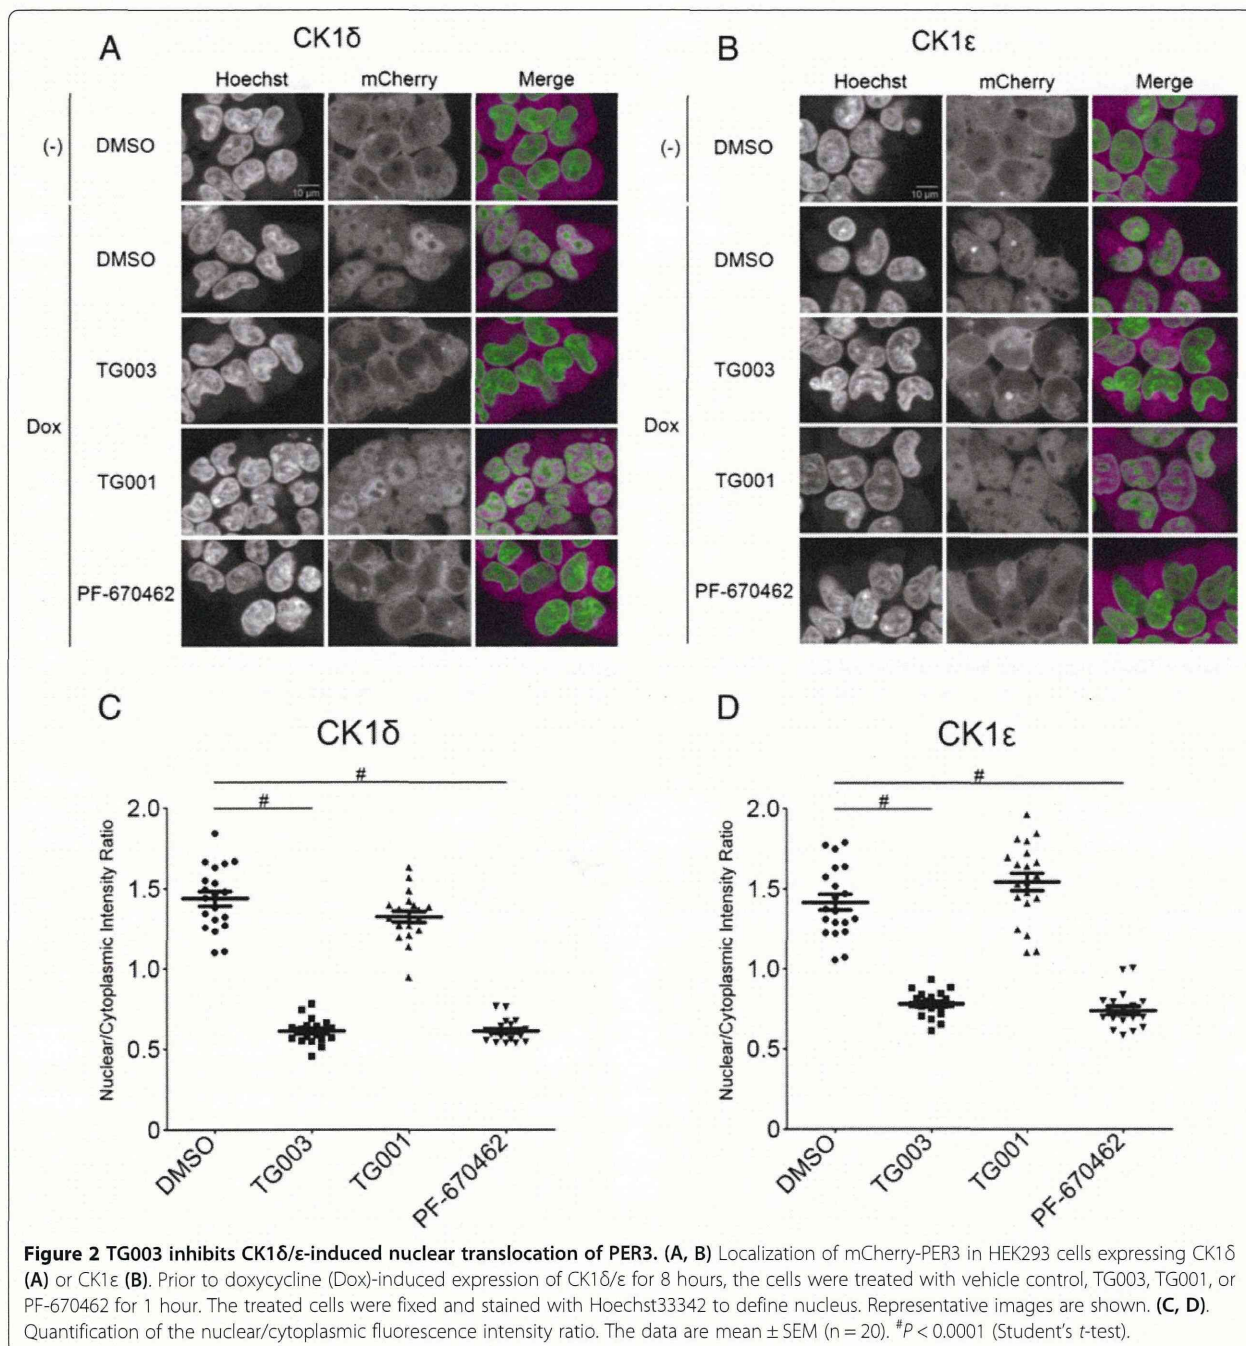 A
CK1δ
Hoechst mCherry Merge
(-)
DMSO
10 μm
DMSO
TG003
Dox
TG001
PF-670462
B
CK1ε
Hoechst mCherry Merge
(-)
DMSO
10 μm
DMSO
TG003
Dox
TG001
PF-670462
C
CK1δ
#
#
Nuclear/Cytoplasmic Intensity Ratio
2.0
1.5
1.0
0.5
0
DMSO
TG003
TG001
PF-670462
D
CK1ε
#
#
Nuclear/Cytoplasmic Intensity Ratio
2.0
1.5
1.0
0.5
0
DMSO
TG003
TG001
PF-670462
Figure 2 TG003 inhibits CK1δ/ε-induced nuclear translocation of PER3. (A, B) Localization of mCherry-PER3 in HEK293 cells expressing CK1δ
(A) or CK1ε (B). Prior to doxycycline (Dox)-induced expression of CK1δ/ε for 8 hours, the cells were treated with vehicle control, TG003, TG001, or
PF-670462 for 1 hour. The treated cells were fixed and stained with Hoechst33342 to define nucleus. Representative images are shown. (C, D).
Quantification of the nuclear/cytoplasmic fluorescence intensity ratio. The data are mean ± SEM (n = 20). #P < 0.0001 (Student's t-test).